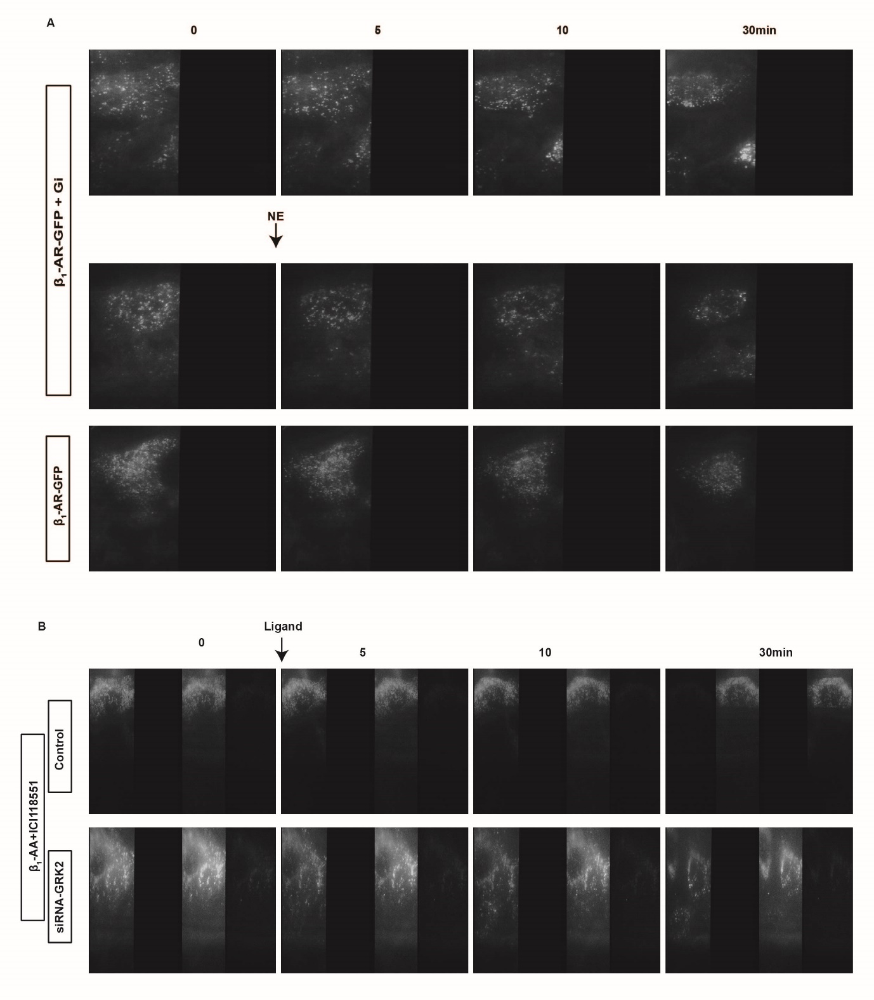 A
0 5 10 30min
β1-AR-GFP + Gi
NE
β1-AR-GFP
B
Ligand
0 5 10 30min
β1-AA+ICI118551
Control
siRNA-GRK2